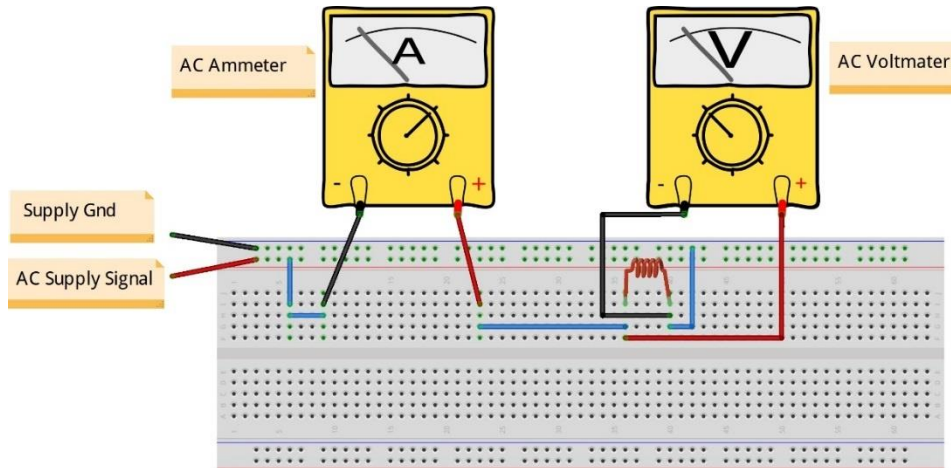 AC Ammeter
A
V
AC Voltmater
-
+
-
+
Supply Gnd
AC Supply Signal